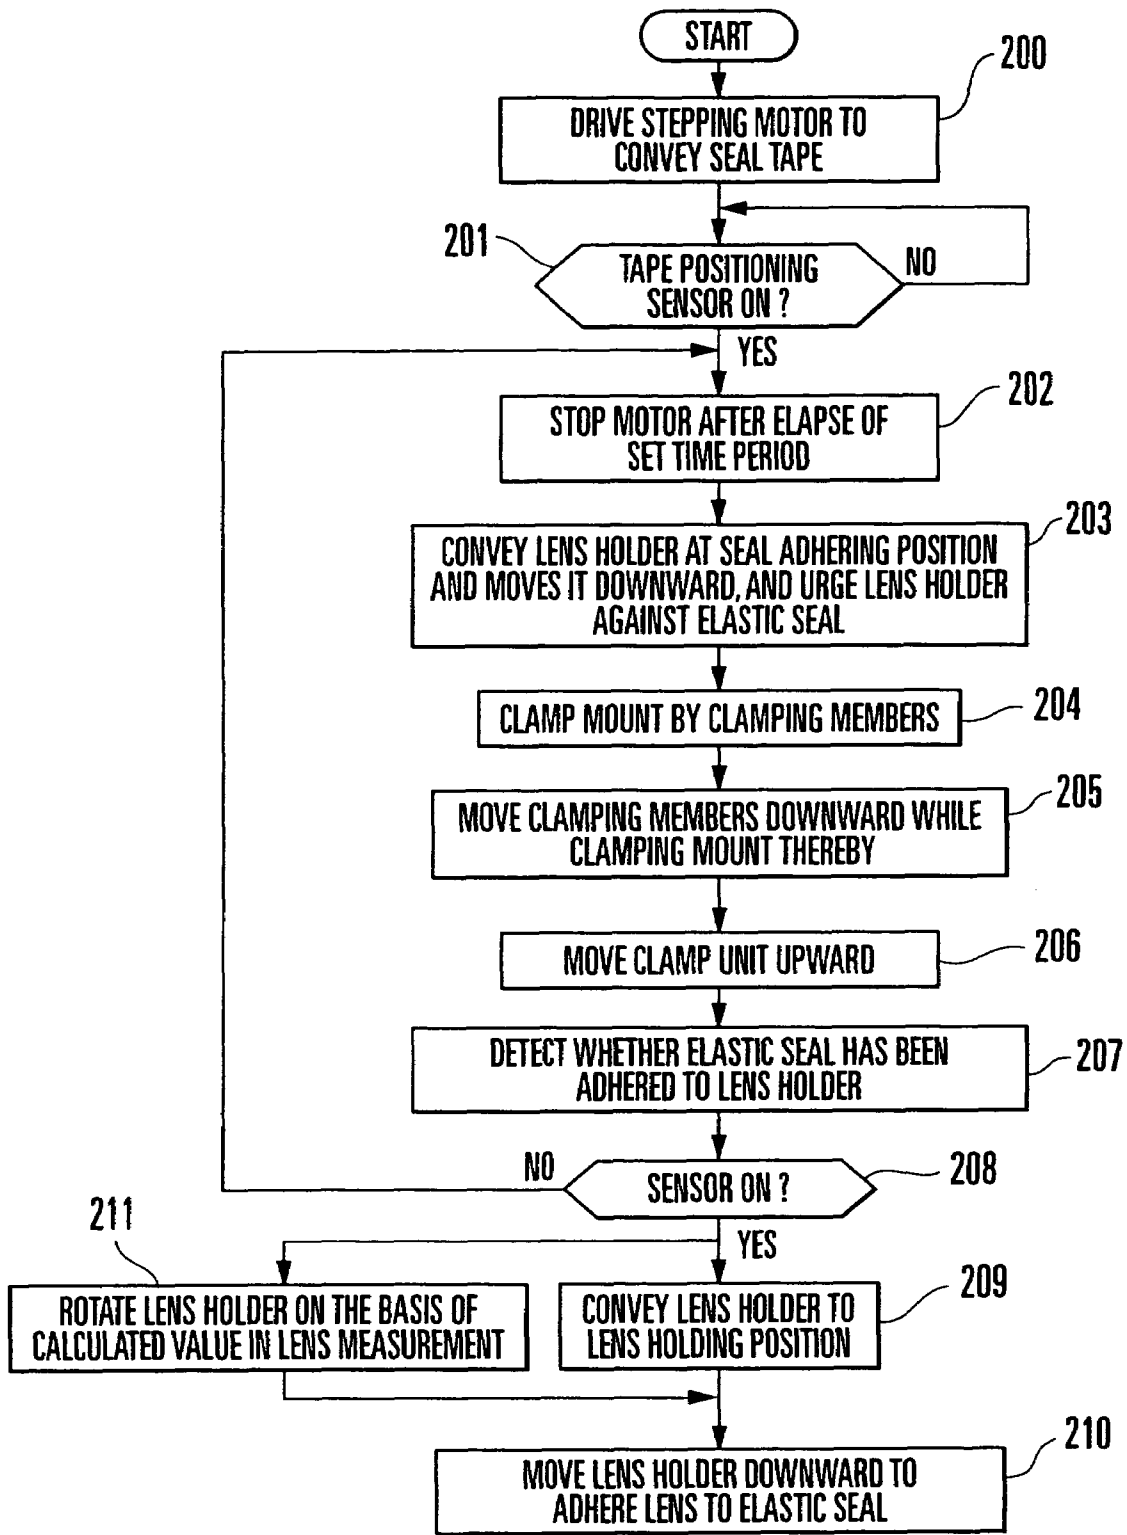 START
200
DRIVE STEPPING MOTOR TO
CONVEY SEAL TAPE
201
TAPE POSITIONING
SENSOR ON ?
NO
YES
202
STOP MOTOR AFTER ELAPSE OF
SET TIME PERIOD
203
CONVEY LENS HOLDER AT SEAL ADHERING POSITION
AND MOVES IT DOWNWARD, AND URGE LENS HOLDER
AGAINST ELASTIC SEAL
204
CLAMP MOUNT BY CLAMPING MEMBERS
205
MOVE CLAMPING MEMBERS DOWNWARD WHILE
CLAMPING MOUNT THEREBY
206
MOVE CLAMP UNIT UPWARD
207
DETECT WHETHER ELASTIC SEAL HAS BEEN
ADHERED TO LENS HOLDER
NO
208
SENSOR ON ?
YES
211
ROTATE LENS HOLDER ON THE BASIS OF
CALCULATED VALUE IN LENS MEASUREMENT
209
CONVEY LENS HOLDER TO
LENS HOLDING POSITION
210
MOVE LENS HOLDER DOWNWARD TO
ADHERE LENS TO ELASTIC SEAL